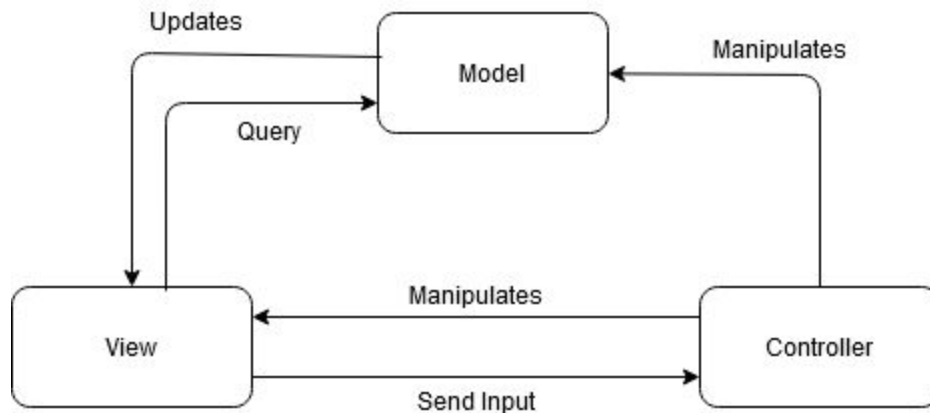 Updates
Manipulates
Model
Query
Manipulates
View
Controller
Send Input